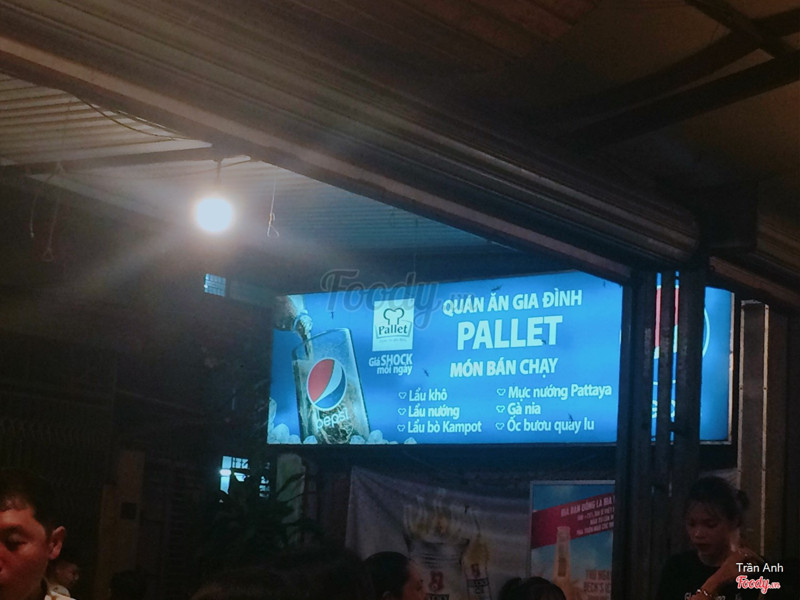 Foody.vn
QUÁN ĂN GIA ĐÌNH
PALLET
MÓN BÁN CHẠY
Pallet
Giá SHOCK
mỗi ngày
pepsi
Lẩu khô
Lẩu nướng
Lẩu bò Kampot
Mực nướng Pattaya
Gà nia
Ốc bươu quay lu
Trần Anh
Foody.vn